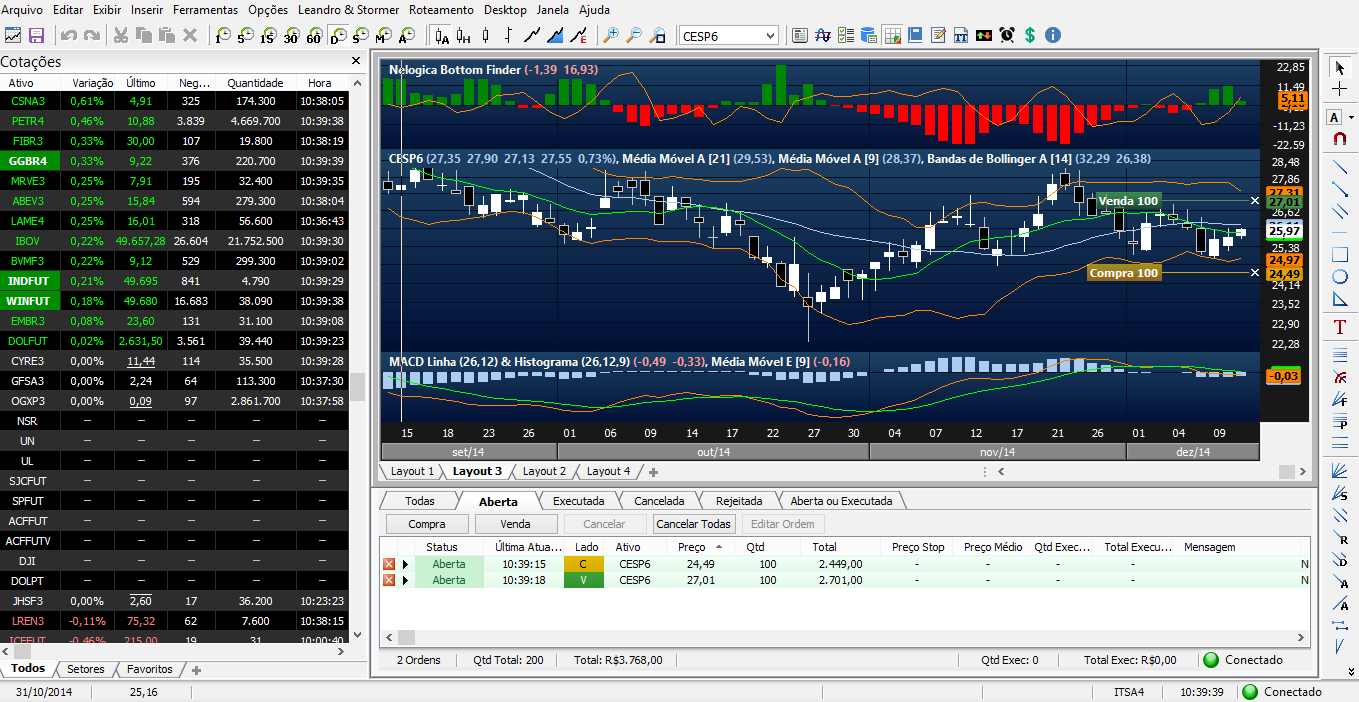 Arquivo Editar Exibir Inserir Ferramentas Opções Leandro & Stormer Roteamento Desktop Janela Ajuda
1 5 15 30 60 D S M A CESP6
Cotações
Ativo Variação Último Neg... Quantidade Hora
CSNA3 0,61% 4,91 325 174.300 10:38:05
PETR4 0,46% 10,88 3.839 4.669.700 10:39:38
FIBR3 0,33% 30,00 107 19.800 10:38:19
GGBR4 0,33% 9,22 376 220.700 10:39:39
MRVE3 0,25% 7,91 195 32.400 10:39:35
ABEV3 0,25% 15,84 594 279.300 10:38:04
LAME4 0,25% 16,01 318 56.600 10:36:43
IBOV 0,22% 49.657,28 26.604 21.752.500 10:39:30
BVMF3 0,22% 9,12 529 299.300 10:39:02
INDFUT 0,21% 49.695 841 4.790 10:39:29
WINFUT 0,18% 49.680 16.683 38.090 10:39:38
EMBR3 0,08% 23,60 131 31.100 10:39:08
DOLFUT 0,02% 2.631,50 3.561 39.440 10:39:23
CYRE3 0,00% 11,44 114 35.500 10:39:28
GFSA3 0,00% 2,24 64 113.300 10:37:30
OGXP3 0,00% 0,09 97 2.861.700 10:37:58
NSR – – – – –
UN – – – – –
UL – – – – –
SJCFUT – – – – –
SPFUT – – – – –
ACFFUT – – – – –
ACFFUTV – – – – –
DJI – – – – –
DOLPT – – – – –
JHSF3 0,00% 2,60 17 36.200 10:23:23
LREN3 -0,11% 75,32 62 7.600 10:38:15
ICFFUT -0,46% 215,00 19 31 10:00:40
Todos Setores Favoritos
Nelogica Bottom Finder (-1,39 16,93)
22,85
11,49
5,11
-11,23
-22,59
CESP6 (27,35 27,90 27,13 27,55 0,73%), Média Móvel A [21] (29,53), Média Móvel A [9] (28,37), Bandas de Bollinger A [14] (32,29 26,38)
28,48
27,86
27,31
Venda 100 27,01
26,62
25,97
25,38
24,97
Compra 100 24,49
24,14
23,52
22,90
22,28
MACD Linha (26,12) & Histograma (26,12,9) (-0,49 -0,33), Média Móvel E [9] (-0,16)
-0,03
15 18 23 26 01 06 09 14 17 22 27 30 04 07 12 17 21 26 01 04 09
set/14 out/14 nov/14 dez/14
Layout 1 Layout 3 Layout 2 Layout 4
Todas Aberta Executada Cancelada Rejeitada Aberta ou Executada
Compra Venda Cancelar Cancelar Todas Editar Ordem
Status Última Atua... Lado Ativo Preço Qtd Total Preço Stop Preço Médio Qtd Exec... Total Execu... Mensagem
Aberta 10:39:15 C CESP6 24,49 100 2.449,00 - - - - N
Aberta 10:39:18 V CESP6 27,01 100 2.701,00 - - - - N
2 Ordens Qtd Total: 200 Total: R$3.768,00 Qtd Exec: 0 Total Exec: R$0,00 Conectado
31/10/2014 25,16 ITSA4 10:39:39 Conectado